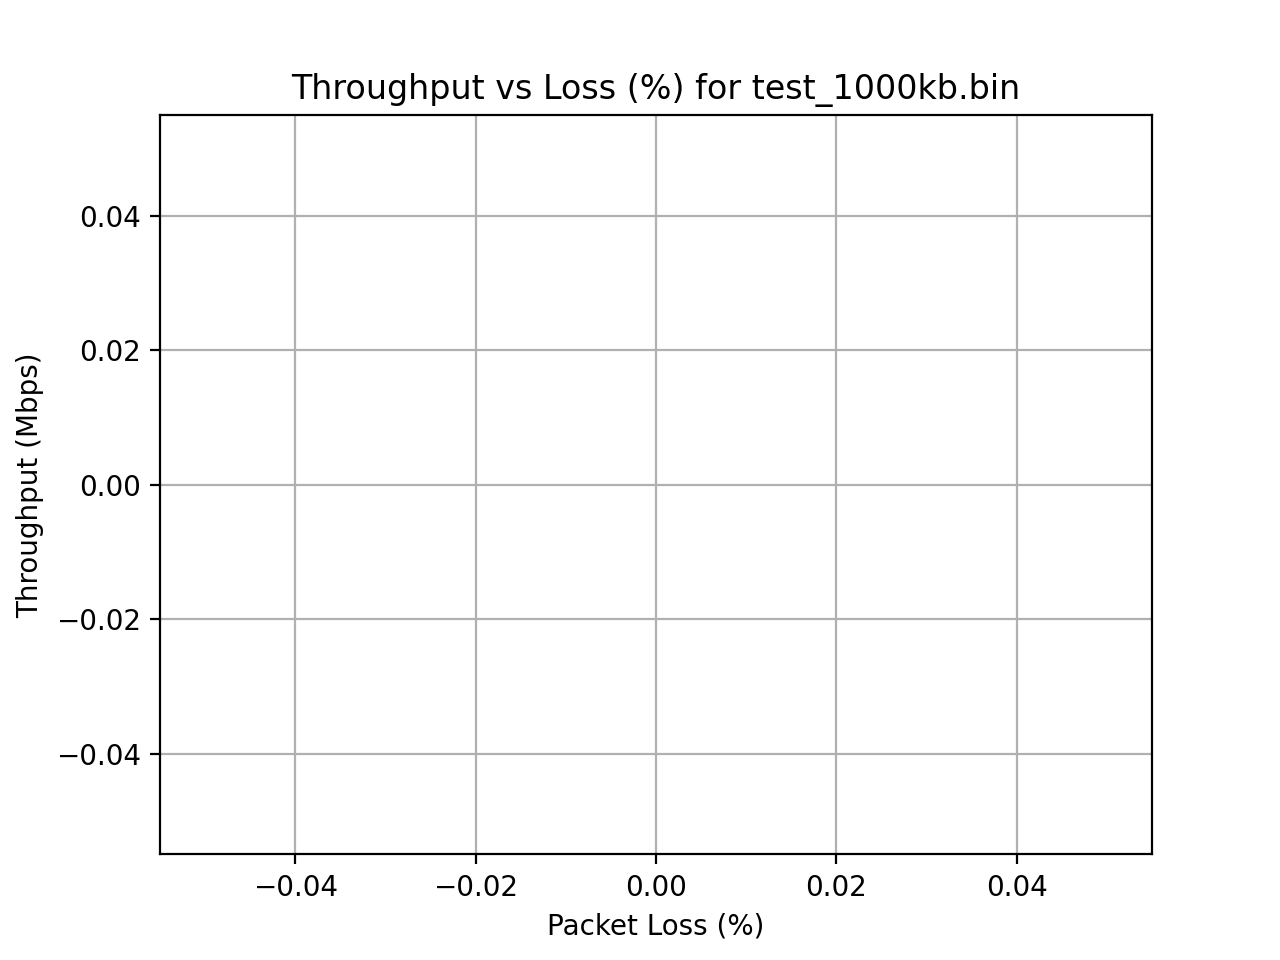 Throughput vs Loss (%) for test_1000kb.bin
Throughput (Mbps)
0.04
0.02
0.00
−0.02
−0.04
−0.04 −0.02 0.00 0.02 0.04
Packet Loss (%)